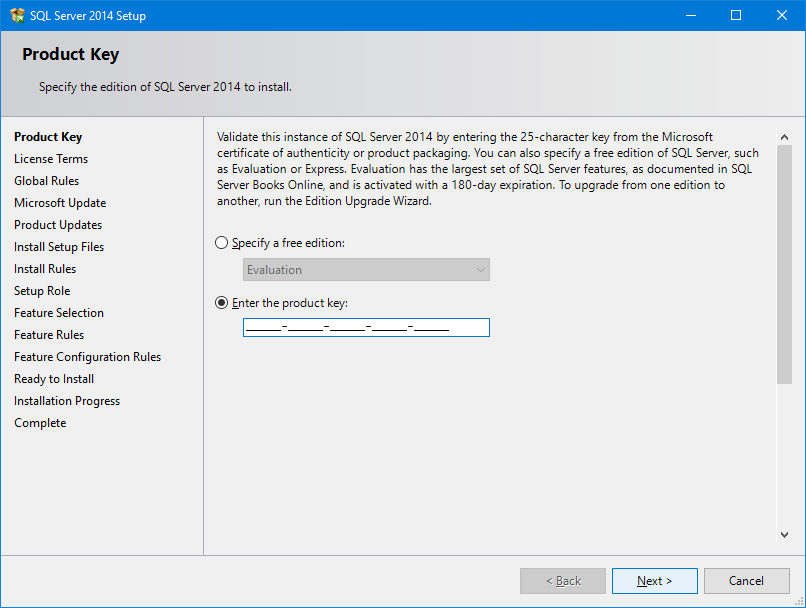 SQL Server 2014 Setup
Product Key
Specify the edition of SQL Server 2014 to install.
Product Key
License Terms
Global Rules
Microsoft Update
Product Updates
Install Setup Files
Install Rules
Setup Role
Feature Selection
Feature Rules
Feature Configuration Rules
Ready to Install
Installation Progress
Complete
Validate this instance of SQL Server 2014 by entering the 25-character key from the Microsoft
certificate of authenticity or product packaging. You can also specify a free edition of SQL Server, such
as Evaluation or Express. Evaluation has the largest set of SQL Server features, as documented in SQL
Server Books Online, and is activated with a 180-day expiration. To upgrade from one edition to
another, run the Edition Upgrade Wizard.
Specify a free edition:
Evaluation
Enter the product key:
_____-_____-_____-_____-_____
< Back
Next >
Cancel